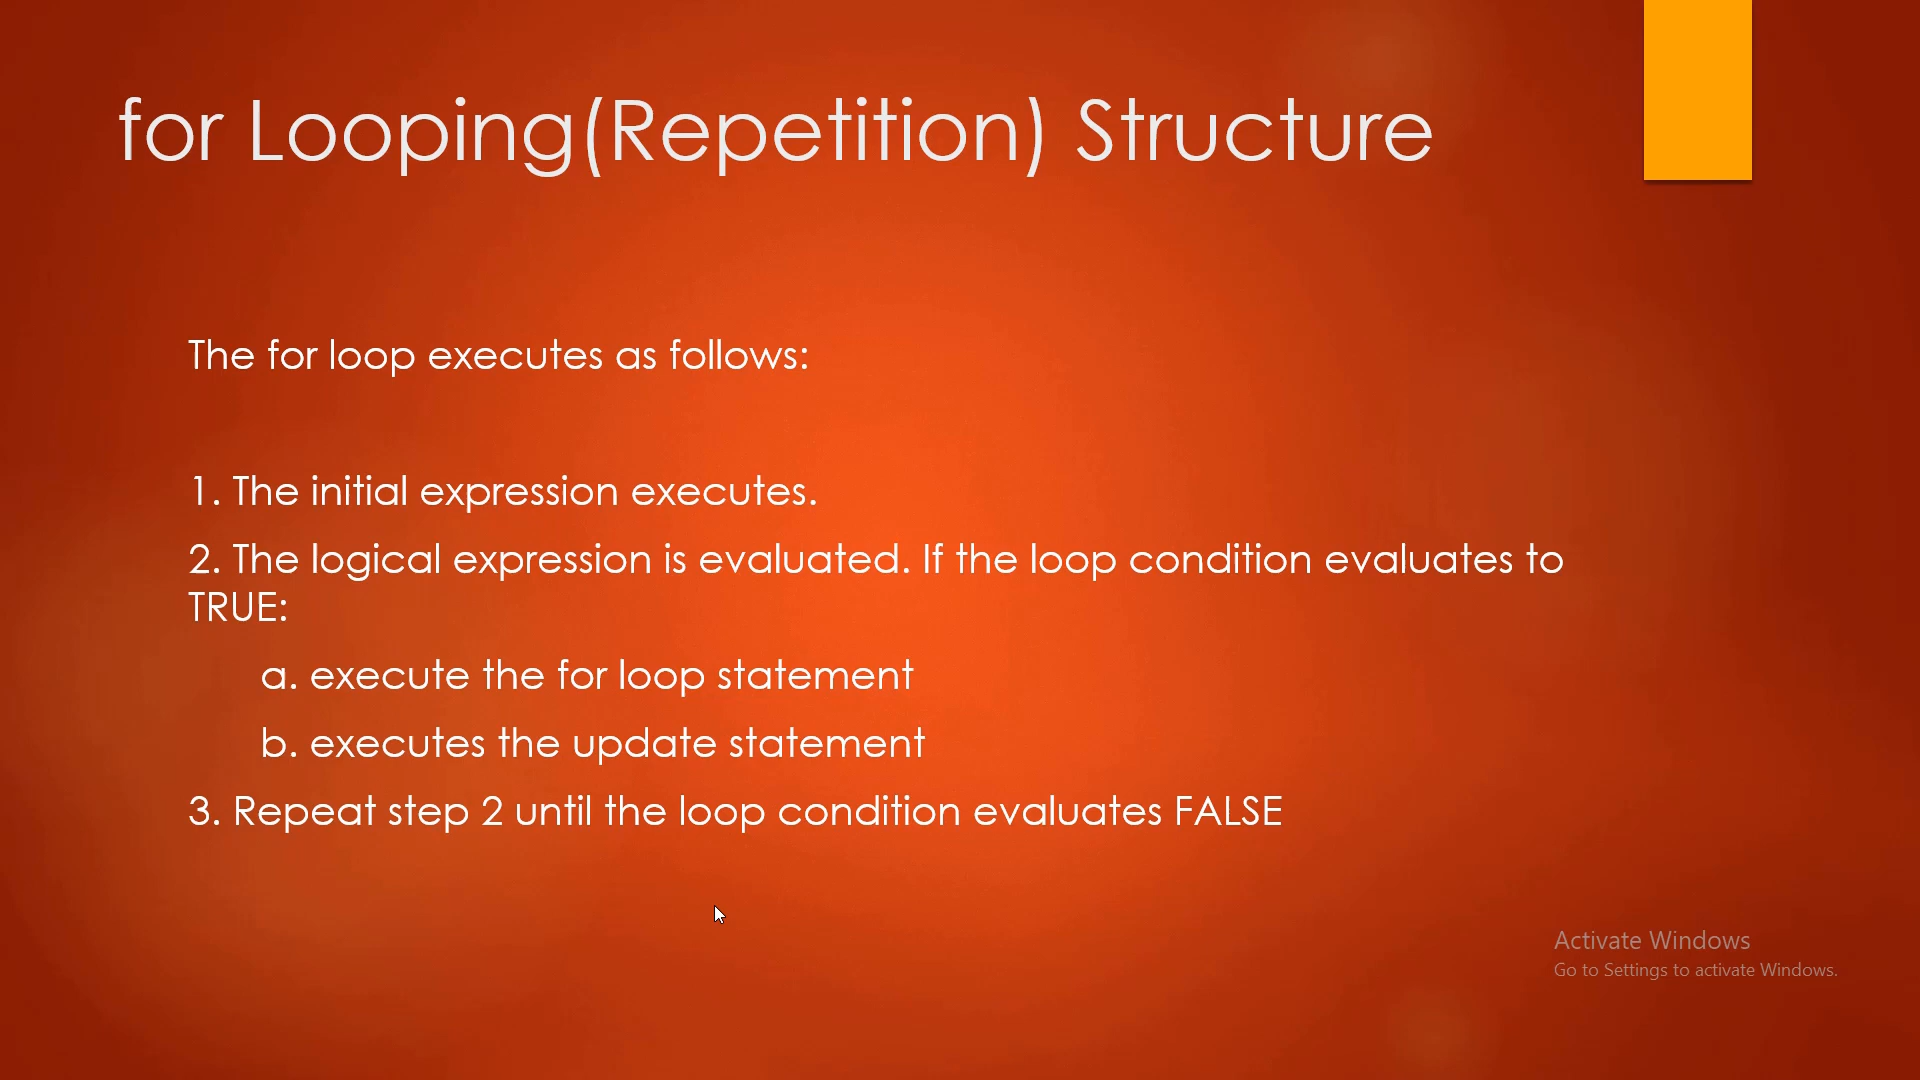 for Looping(Repetition) Structure
The for loop executes as follows:
1. The initial expression executes.
2. The logical expression is evaluated. If the loop condition evaluates to
TRUE:
a. execute the for loop statement
b. executes the update statement
3. Repeat step 2 until the loop condition evaluates FALSE
Activate Windows
Go to Settings to activate Windows.